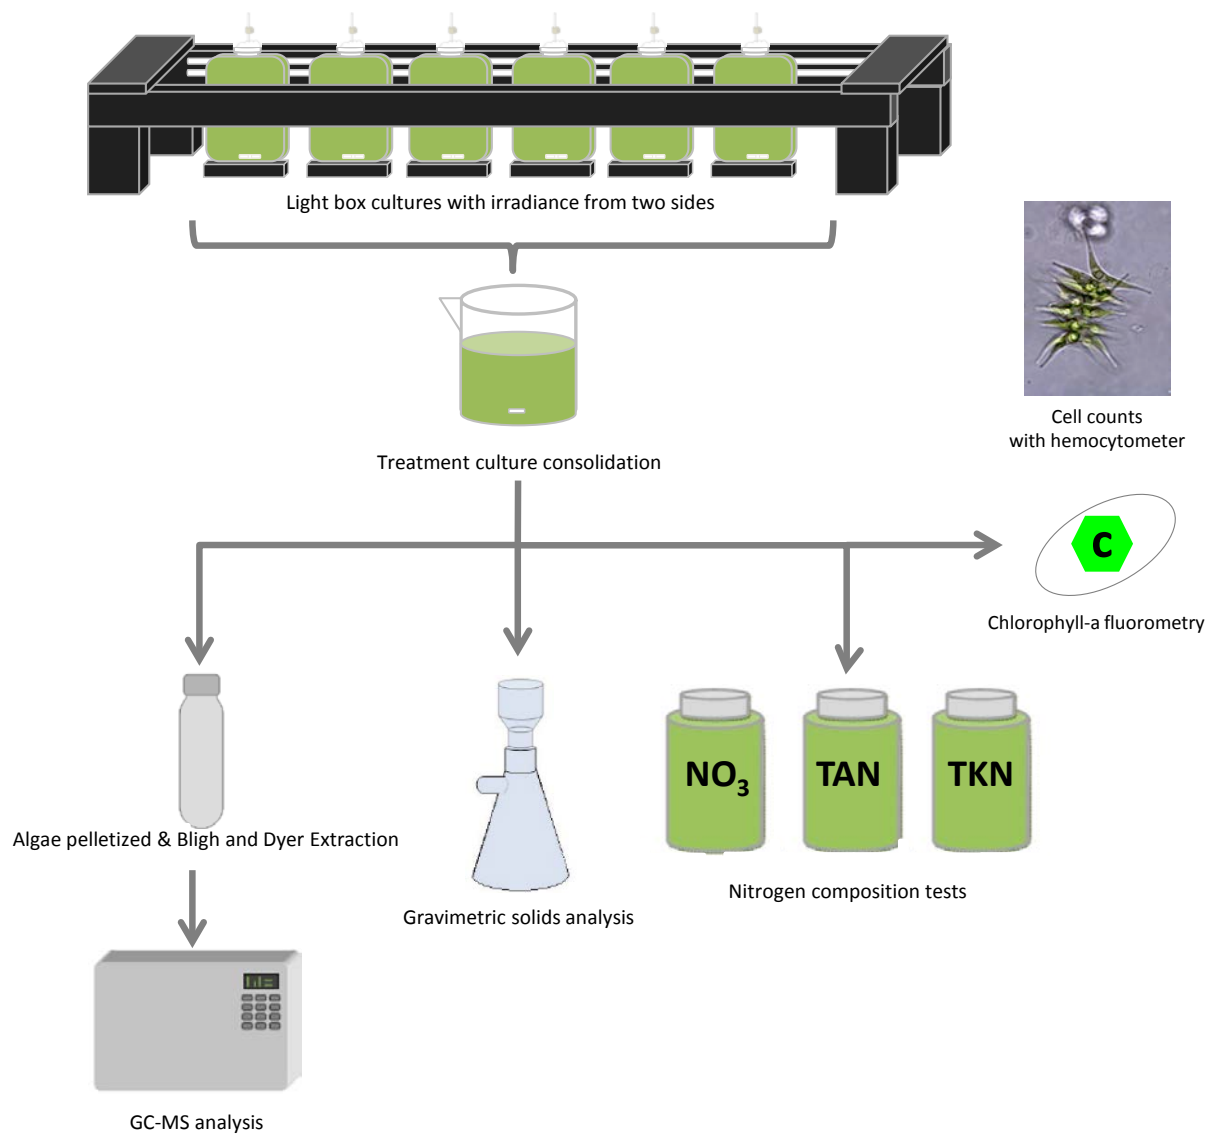 Light box cultures with irradiance from two sides
Treatment culture consolidation
Cell counts
with hemocytometer
C
Chlorophyll-a fluorometry
Algae pelletized & Bligh and Dyer Extraction
Gravimetric solids analysis
NO₃
TAN
TKN
Nitrogen composition tests
GC-MS analysis